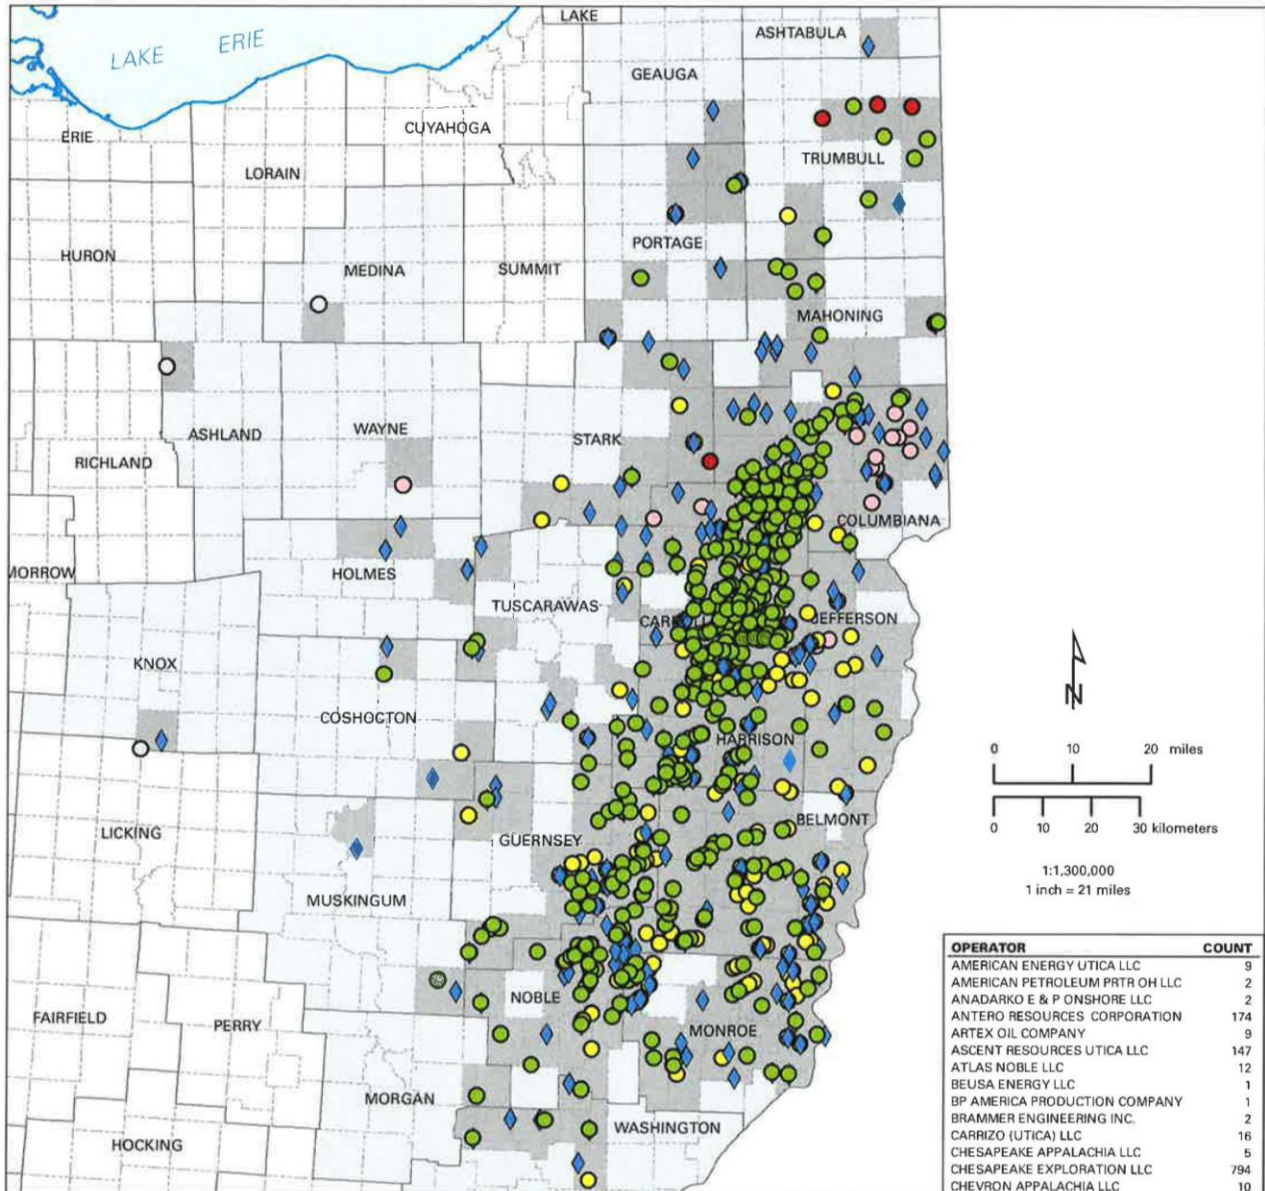 LAKE
ASHTABULA
LAKE ERIE
GEAUGA
CUYAHOGA
ERIE
TRUMBULL
LORAIN
PORTAGE
HURON
MEDINA
SUMMIT
MAHONING
ASHLAND
WAYNE
STARK
RICHLAND
COLUMBIANA
MORROW
HOLMES
TUSCARAWAS
JEFFERSON
KNOX
COSHOCTON
HARRISON
N
0 10 20 miles
0 10 20 30 kilometers
1:1,300,000
1 inch = 21 miles
BELMONT
LICKING
GUERNSEY
MUSKINGUM
NOBLE
FAIRFIELD
PERRY
MONROE
MORGAN
WASHINGTON
HOCKING
OPERATOR COUNT
AMERICAN ENERGY UTICA LLC 9
AMERICAN PETROLEUM PRTR OH LLC 2
ANADARKO E & P ONSHORE LLC 2
ANTERO RESOURCES CORPORATION 174
ARTEX OIL COMPANY 9
ASCENT RESOURCES UTICA LLC 147
ATLAS NOBLE LLC 12
BEUSA ENERGY LLC 1
BP AMERICA PRODUCTION COMPANY 1
BRAMMER ENGINEERING INC. 2
CARRIZO (UTICA) LLC 16
CHESAPEAKE APPALACHIA LLC 5
CHESAPEAKE EXPLORATION LLC 794
CHEVRON APPALACHIA LLC 10